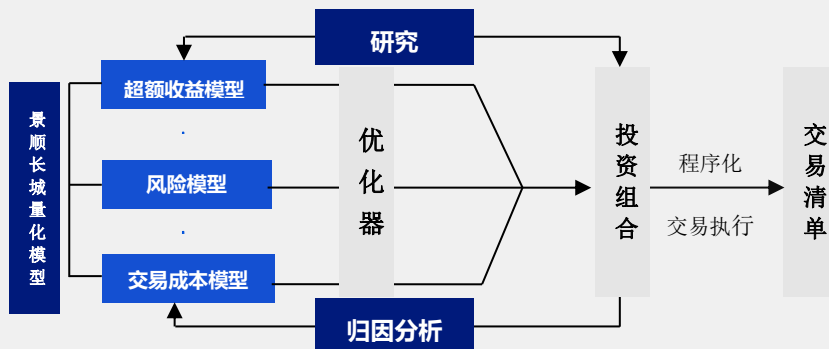 研究
景顺长城量化模型
超额收益模型
风险模型
交易成本模型
优化器
投资组合
程序化
交易执行
交易清单
归因分析